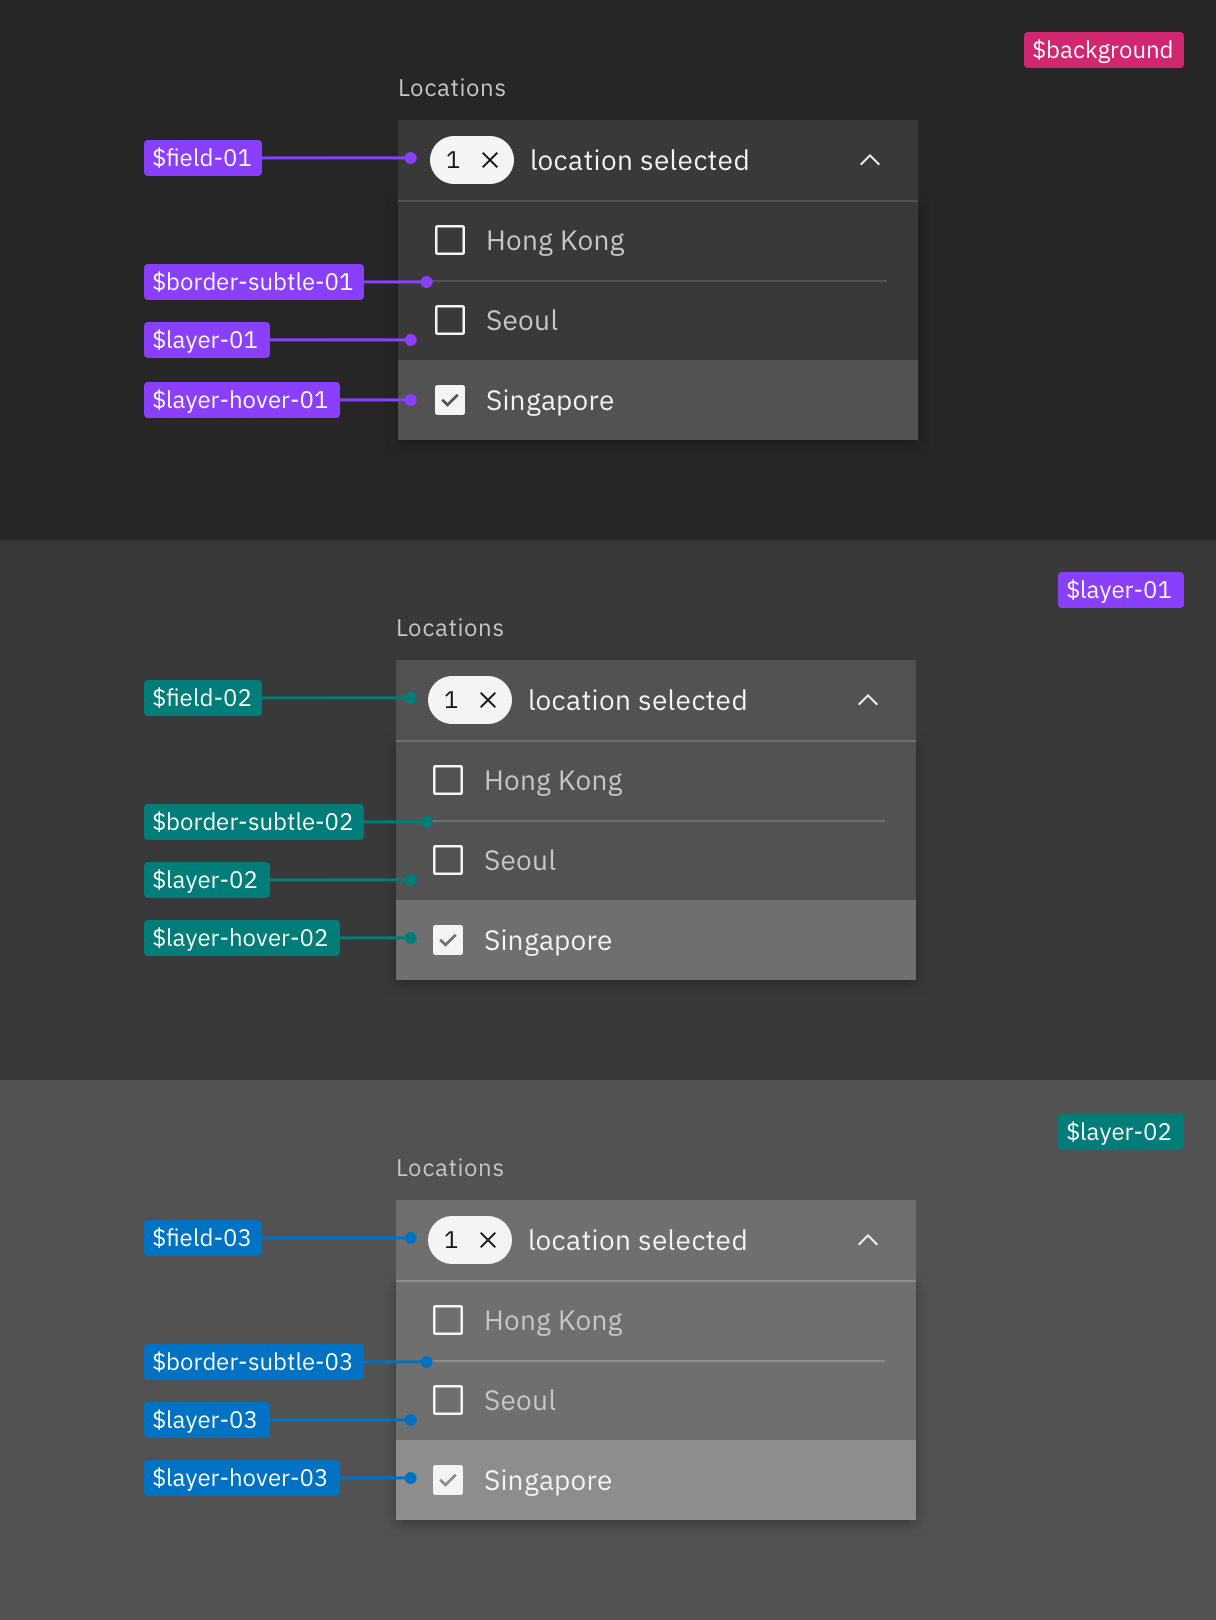 $background
Locations
$field-01
1 location selected
Hong Kong
$border-subtle-01
Seoul
$layer-01
$layer-hover-01
Singapore
$layer-01
Locations
$field-02
1 location selected
Hong Kong
$border-subtle-02
Seoul
$layer-02
$layer-hover-02
Singapore
$layer-02
Locations
$field-03
1 location selected
Hong Kong
$border-subtle-03
Seoul
$layer-03
$layer-hover-03
Singapore